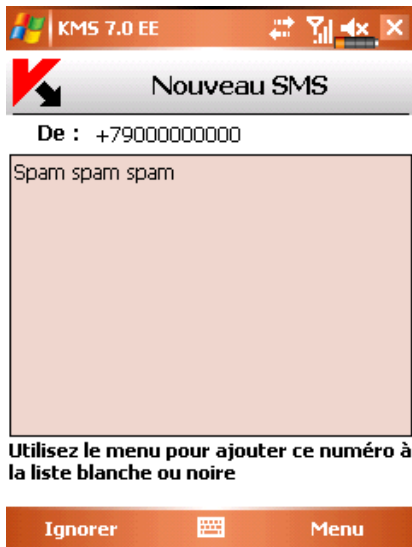 KMS 7.0 EE
Nouveau SMS
De : +79000000000
Spam spam spam
Utilisez le menu pour ajouter ce numéro à
la liste blanche ou noire
Ignorer Menu